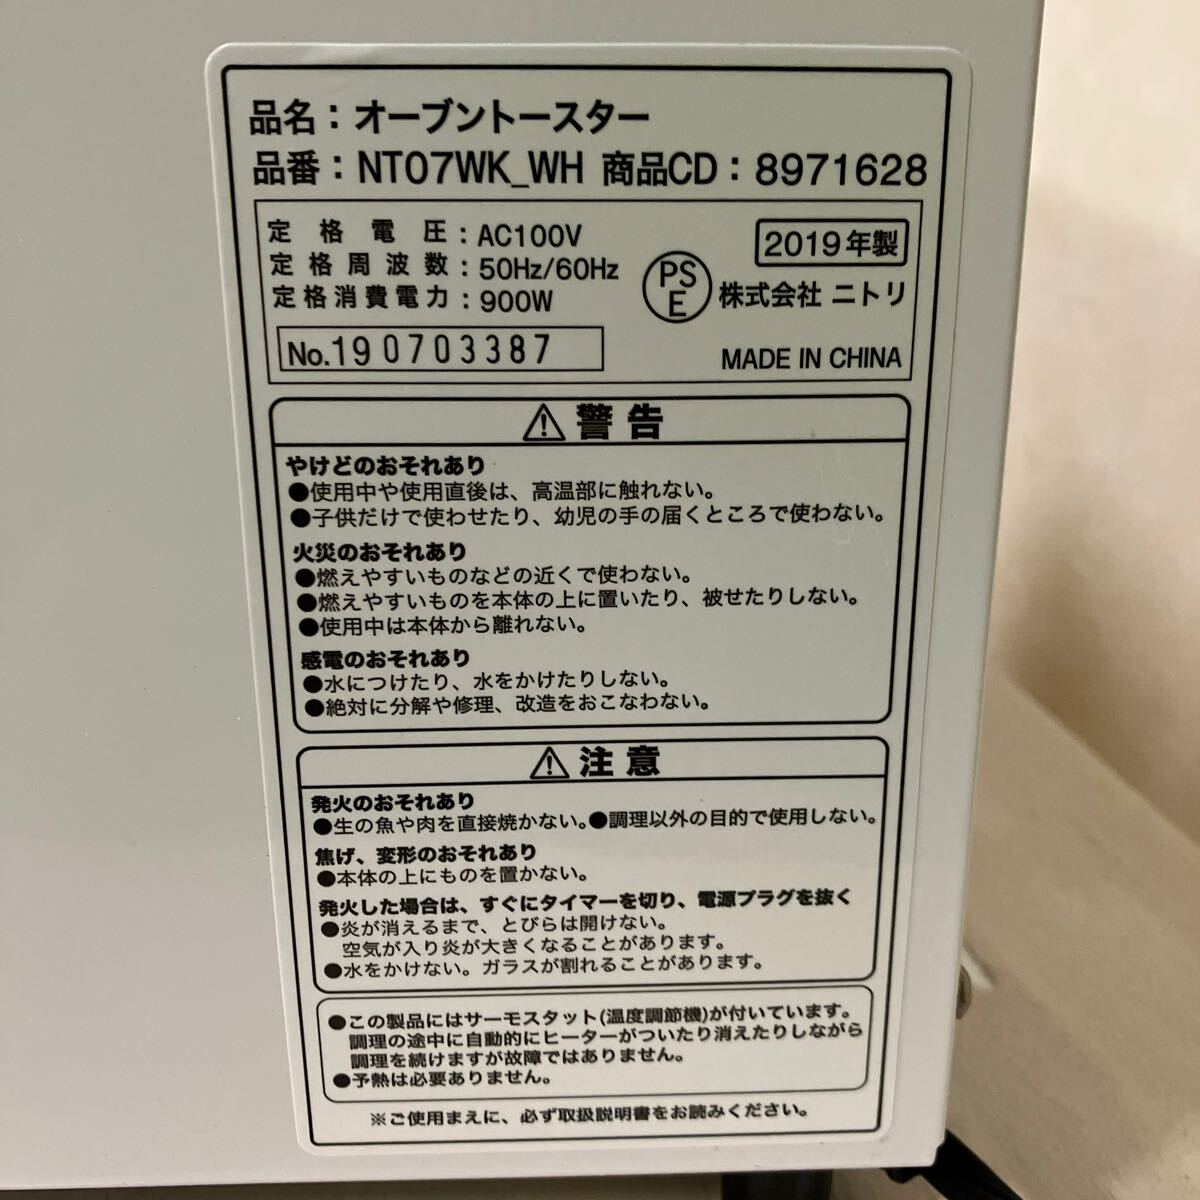 品名：オーブントースター
品番：NT07WK_WH 商品CD：8971628
定格電圧：AC100V
定格周波数：50Hz/60Hz
定格消費電力：900W
No.190703387
PSE
2019年製
株式会社 ニトリ
MADE IN CHINA
⚠警告
やけどのおそれあり
●使用中や使用直後は、高温部に触れない。
●子供だけで使わせたり、幼児の手の届くところで使わない。
火災のおそれあり
●燃えやすいものなどの近くで使わない。
●燃えやすいものを本体の上に置いたり、被せたりしない。
●使用中は本体から離れない。
感電のおそれあり
●水につけたり、水をかけたりしない。
●絶対に分解や修理、改造をおこなわない。
⚠注意
発火のおそれあり
●生の魚や肉を直接焼かない。●調理以外の目的で使用しない。
焦げ、変形のおそれあり
●本体の上にものを置かない。
発火した場合は、すぐにタイマーを切り、電源プラグを抜く
●炎が消えるまで、とびらは開けない。
空気が入り炎が大きくなることがあります。
●水をかけない。ガラスが割れることがあります。
●この製品にはサーモスタット(温度調節機)が付いています。
調理の途中に自動的にヒーターがついたり消えたりしながら
調理を続けますが故障ではありません。
●予熱は必要ありません。
※ご使用まえに、必ず取扱説明書をお読みください。